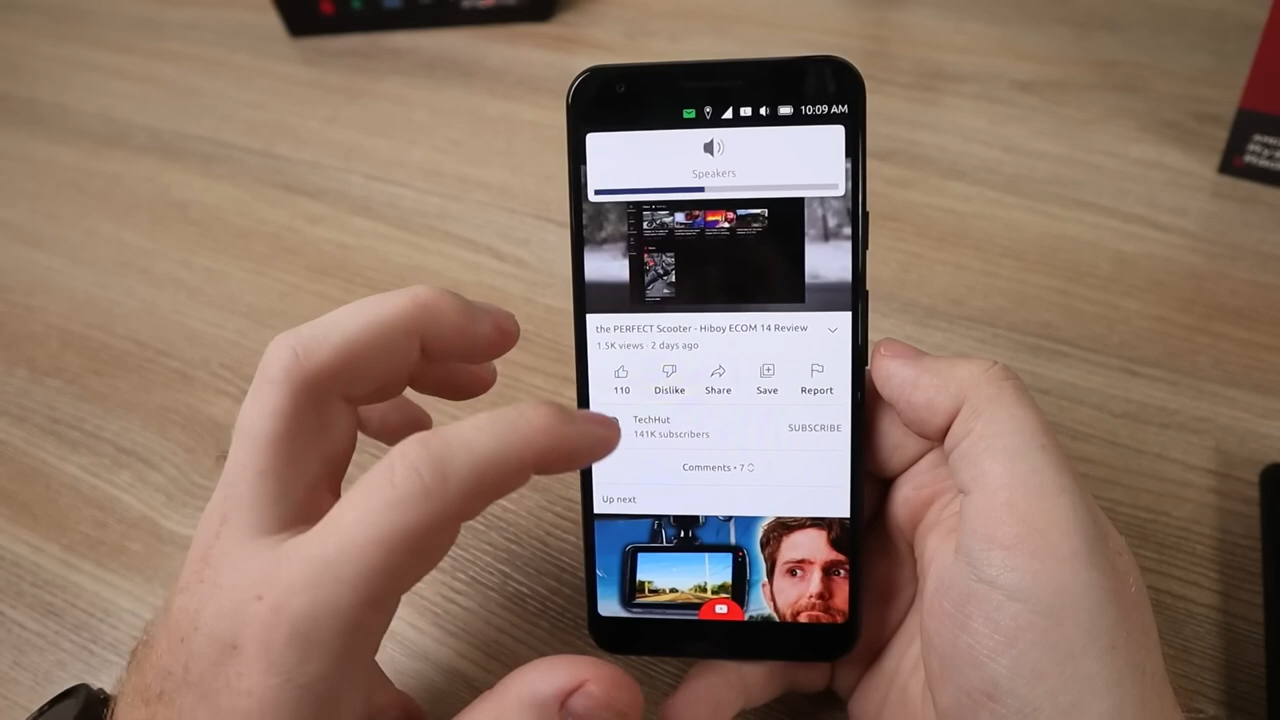 10:09 AM
Speakers
the PERFECT Scooter - Hiboy ECOM 14 Review
1.5K views · 2 days ago
110
Dislike
Share
Save
Report
TechHut
141K subscribers
SUBSCRIBE
Comments • 7
Up next